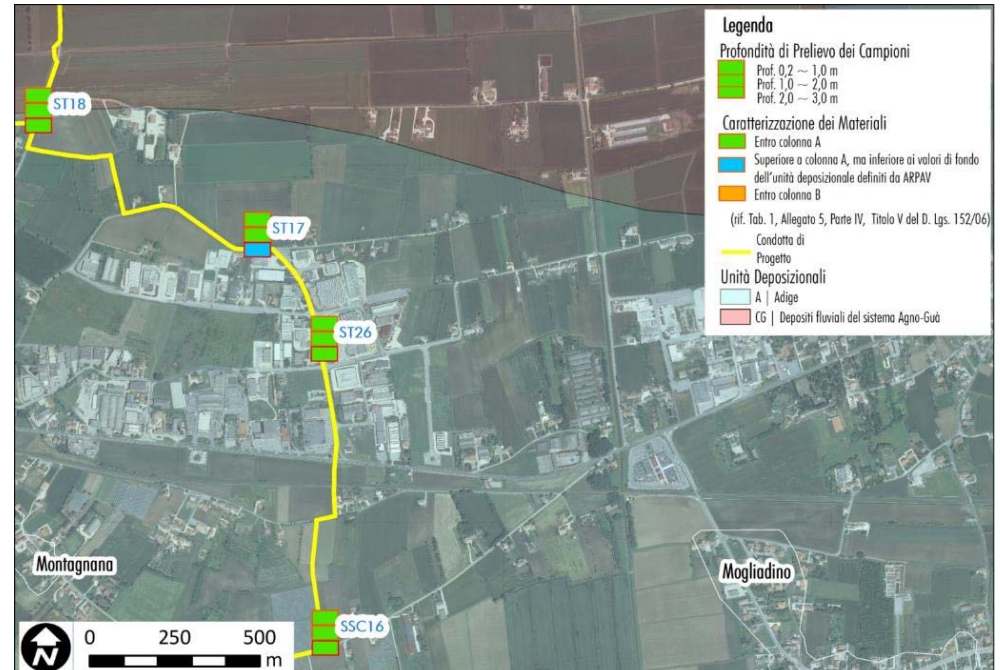 Legenda
Profondità di Prelievo dei Campioni
Prof. 0,2 ~ 1,0 m
Prof. 1,0 ~ 2,0 m
Prof. 2,0 ~ 3,0 m
Caratterizzazione dei Materiali
Entro colonna A
Superiore a colonna A, ma inferiore ai valori di fondo
dell'unità deposizionale definiti da ARPAV
Entro colonna B
(rif. Tab. 1, Allegato 5, Parte IV, Titolo V del D. Lgs. 152/06)
Condotta di
Progetto
Unità Deposizionali
A | Adige
CG | Depositi fluviali del sistema Agno-Guà
ST18
ST17
ST26
Montagnana
Mogliadino
SSC16
N
0 250 500
m